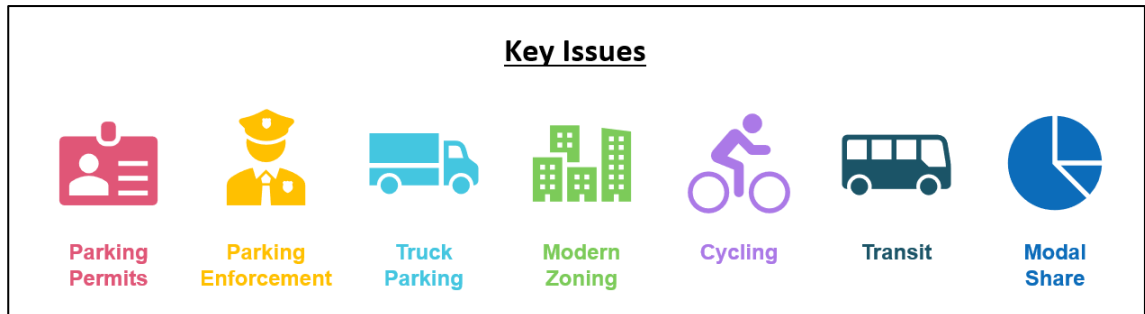 Key Issues
Parking
Permits
Parking
Enforcement
Truck
Parking
Modern
Zoning
Cycling
Transit
Modal
Share